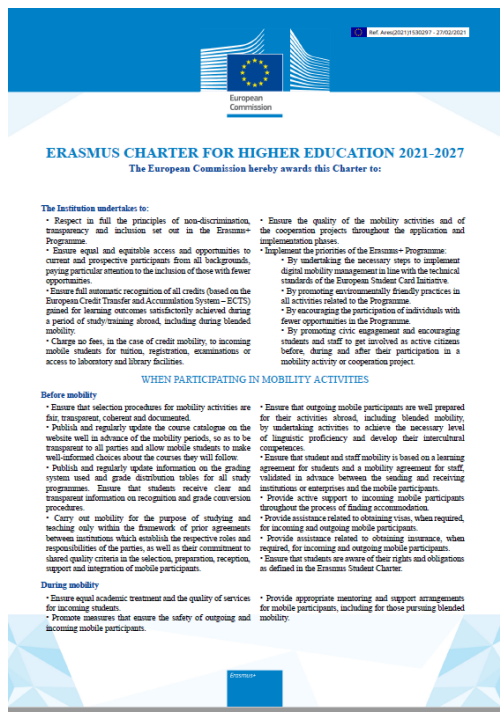 Ref. Ares(2021)1530297 - 27/02/2021
European
Commission
ERASMUS CHARTER FOR HIGHER EDUCATION 2021-2027
The European Commission hereby awards this Charter to:
The Institution undertakes to:
• Respect in full the principles of non-discrimination,
transparency and inclusion set out in the Erasmus+
Programme.
• Ensure equal and equitable access and opportunities to
current and prospective participants from all backgrounds,
paying particular attention to the inclusion of those with fewer
opportunities.
• Ensure full automatic recognition of all credits (based on the
European Credit Transfer and Accumulation System – ECTS)
gained for learning outcomes satisfactorily achieved during
a period of study/training abroad, including during blended
mobility.
• Charge no fees, in the case of credit mobility, to incoming
mobile students for tuition, registration, examinations or
access to laboratory and library facilities.
• Ensure the quality of the mobility activities and of
the cooperation projects throughout the application and
implementation phases.
• Implement the priorities of the Erasmus+ Programme:
• By undertaking the necessary steps to implement
digital mobility management in line with the technical
standards of the European Student Card Initiative.
• By promoting environmentally friendly practices in
all activities related to the Programme.
• By encouraging the participation of individuals with
fewer opportunities in the Programme.
• By promoting civic engagement and encouraging
students and staff to get involved as active citizens
before, during and after their participation in a
mobility activity or cooperation project.
WHEN PARTICIPATING IN MOBILITY ACTIVITIES
Before mobility
• Ensure that selection procedures for mobility activities are
fair, transparent, coherent and documented.
• Publish and regularly update the course catalogue on the
website well in advance of the mobility periods, so as to be
transparent to all parties and allow mobile students to make
well-informed choices about the courses they will follow.
• Publish and regularly update information on the grading
system used and grade distribution tables for all study
programmes. Ensure that students receive clear and
transparent information on recognition and grade conversion
procedures.
• Carry out mobility for the purpose of studying and
teaching only within the framework of prior agreements
between institutions which establish the respective roles and
responsibilities of the parties, as well as their commitment to
shared quality criteria in the selection, preparation, reception,
support and integration of mobile participants.
• Ensure that outgoing mobile participants are well prepared
for their activities abroad, including blended mobility,
by undertaking activities to achieve the necessary level
of linguistic proficiency and develop their intercultural
competences.
• Ensure that student and staff mobility is based on a learning
agreement for students and a mobility agreement for staff,
validated in advance between the sending and receiving
institutions or enterprises and the mobile participants.
• Provide active support to incoming mobile participants
throughout the process of finding accommodation.
• Provide assistance related to obtaining visas, when required,
for incoming and outgoing mobile participants.
• Provide assistance related to obtaining insurance, when
required, for incoming and outgoing mobile participants.
• Ensure that students are aware of their rights and obligations
as defined in the Erasmus Student Charter.
During mobility
• Ensure equal academic treatment and the quality of services
for incoming students.
• Promote measures that ensure the safety of outgoing and
incoming mobile participants.
• Provide appropriate mentoring and support arrangements
for mobile participants, including for those pursuing blended
mobility.
Erasmus+